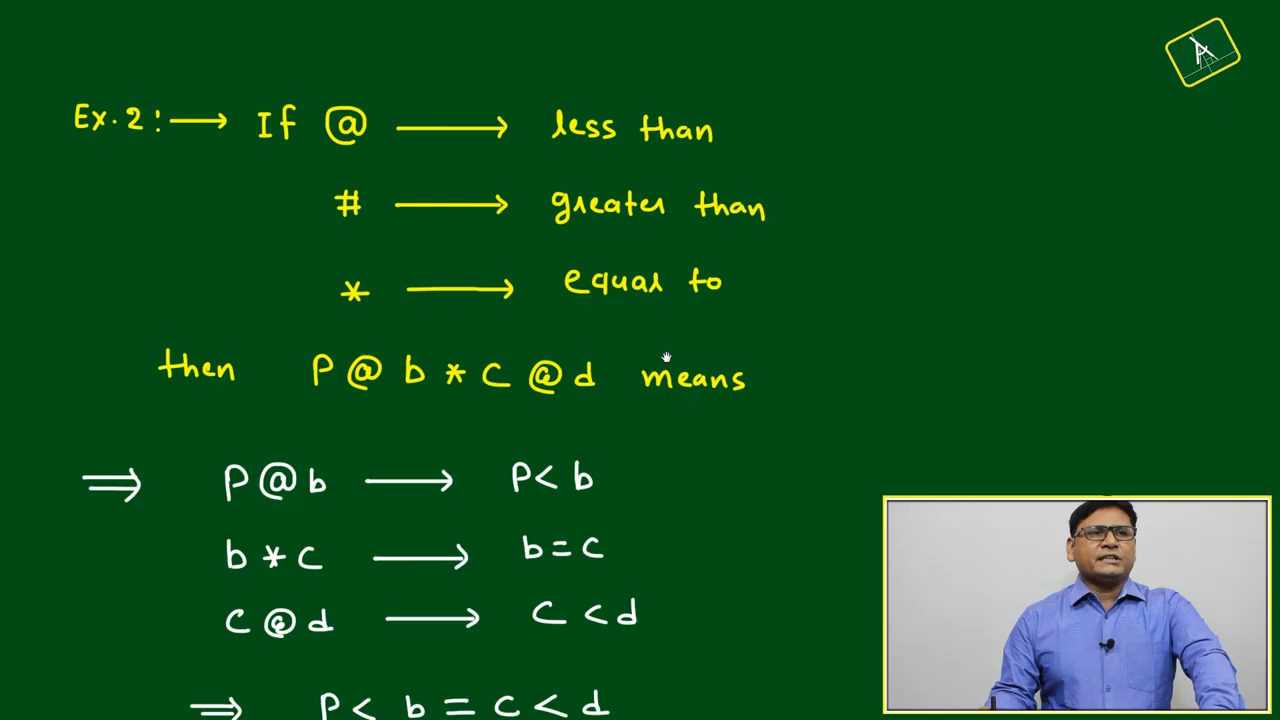 Ex. 2 : → If @ → less than
# → greater than
* → equal to
then P @ b * C @ d means
⇒ P @ b → P < b
b * c → b = c
C @ d → C < d
⇒ P < b = c < d
A